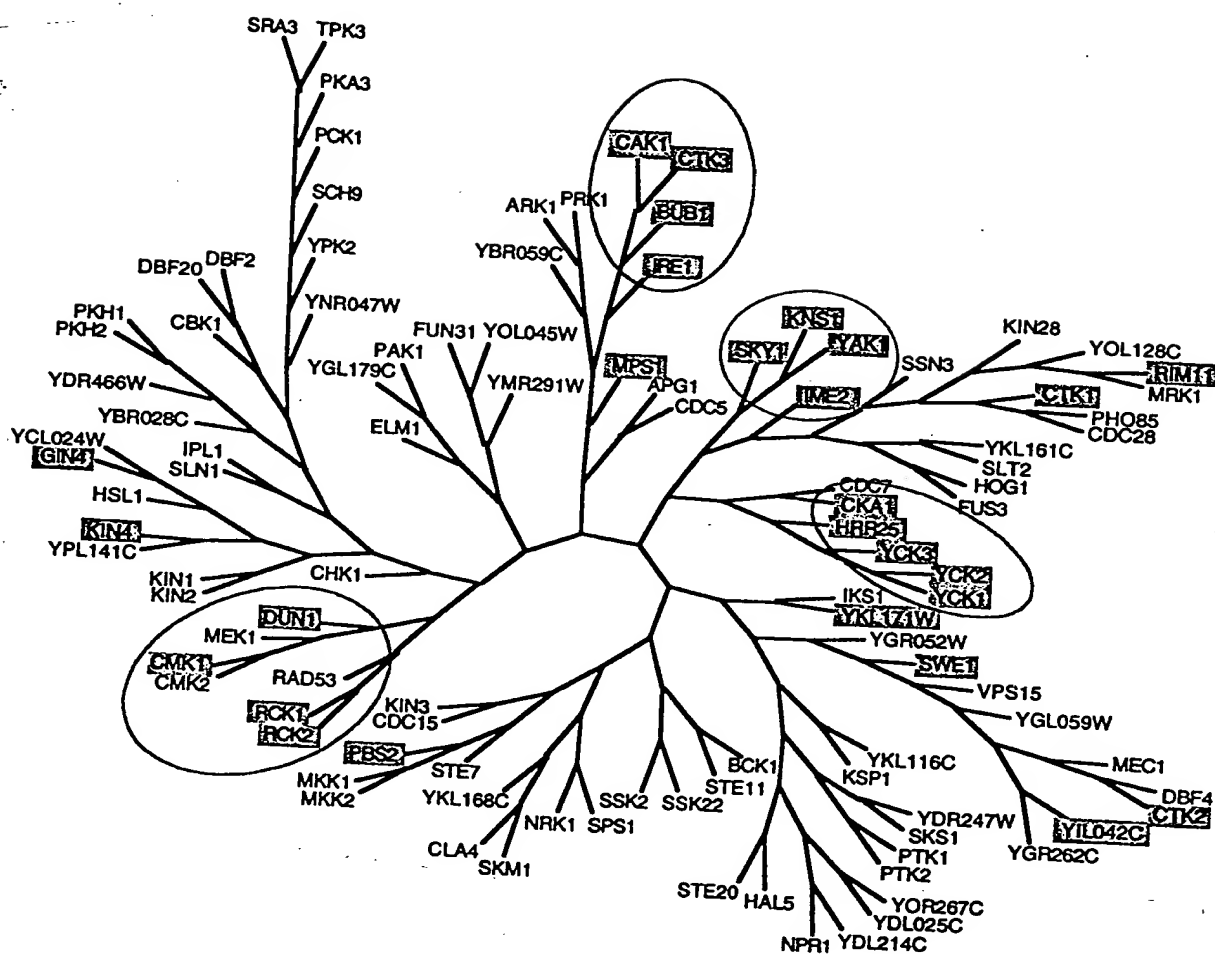 SRA3
TPK3
PKA3
PCK1
SCH9
YPK2
YNR047W
DBF20
DBF2
CBK1
PKH1
PKH2
YDR466W
YBR028C
YCL024W
GIN4
IPL1
SLN1
HSL1
KIN4
YPL141C
KIN1
KIN2
CHK1
ARK1
PRK1
YBR059C
CAK1
CTK3
BUB1
IRE1
FUN31
YOL045W
PAK1
YGL179C
YMR291W
ELM1
MPS1
APG1
CDC5
KNS1
SKY1
YAK1
IME2
SSN3
KIN28
YOL128C
RIM11
MRK1
CTK1
PHO85
CDC28
YKL161C
SLT2
HOG1
FUS3
CDC7
CKA1
HRR25
YCK3
YCK2
YCK1
IKS1
YKL171W
YGR052W
SWE1
VPS15
YGL059W
MEC1
DBF4
CTK2
YIL042C
YGR262C
DUN1
MEK1
CMK1
CMK2
RAD53
RCK1
RCK2
KIN3
CDC15
PBS2
MKK1
MKK2
STE7
YKL168C
CLA4
SKM1
NRK1
SPS1
SSK2
SSK22
STE11
BCK1
YKL116C
KSP1
YDR247W
SKS1
PTK1
PTK2
STE20
HAL5
YOR267C
YDL025C
YDL214C
NPR1